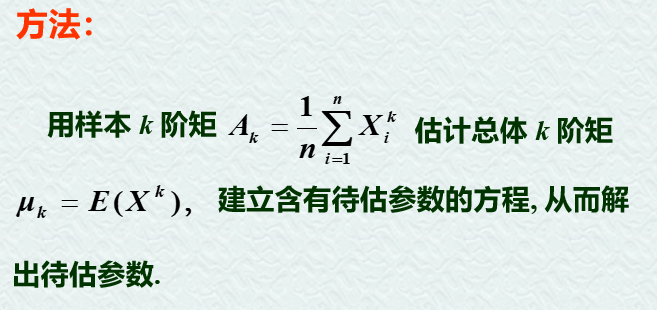 方法：
用样本 k 阶矩 $A_k = \frac{1}{n}\sum_{i=1}^{n} X_i^k$ 估计总体 k 阶矩
$\mu_k = E(X^k)$, 建立含有待估参数的方程, 从而解
出待估参数.